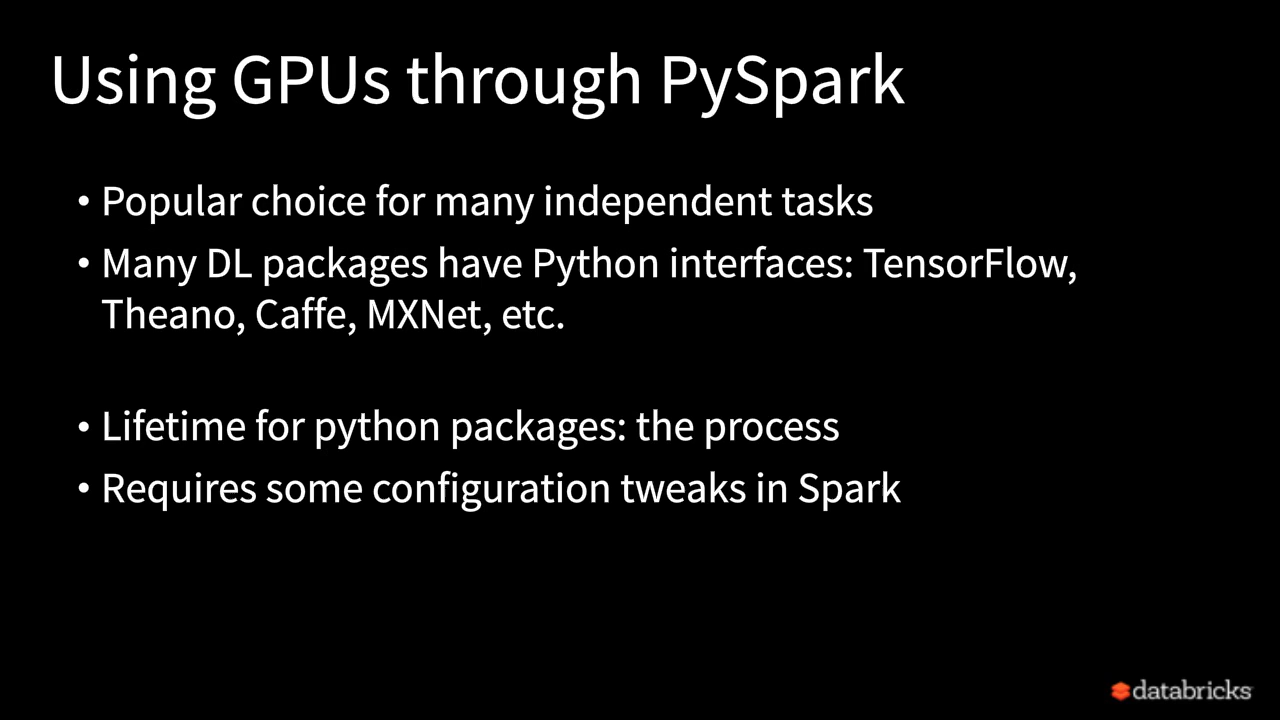 Using GPUs through PySpark
• Popular choice for many independent tasks
• Many DL packages have Python interfaces: TensorFlow,
Theano, Caffe, MXNet, etc.
• Lifetime for python packages: the process
• Requires some configuration tweaks in Spark
databricks